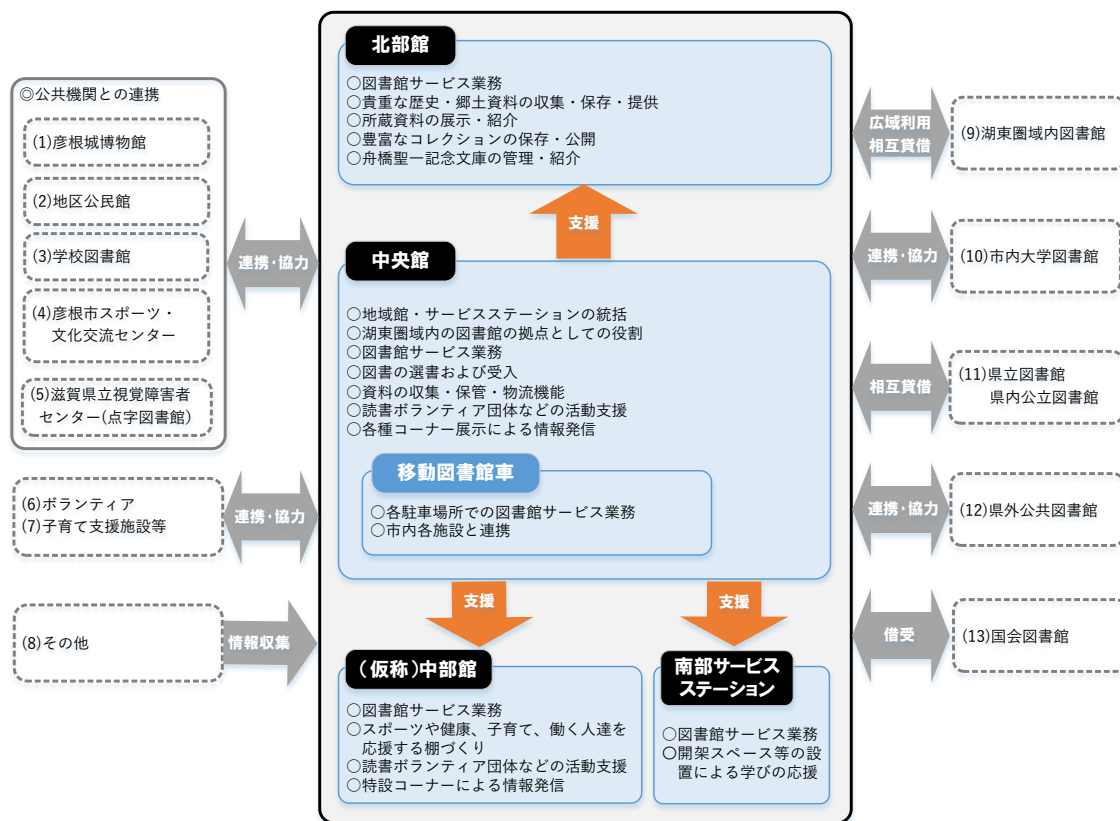 ◎公共機関との連携
(1)彦根城博物館
(2)地区公民館
(3)学校図書館
(4)彦根市スポーツ・
文化交流センター
(5)滋賀県立視覚障害者
センター(点字図書館)
(6)ボランティア
(7)子育て支援施設等
(8)その他
連携・協力
連携・協力
情報収集
北部館
○図書館サービス業務
○貴重な歴史・郷土資料の収集・保存・提供
○所蔵資料の展示・紹介
○豊富なコレクションの保存・公開
○舟橋聖一記念文庫の管理・紹介
支援
中央館
○地域館・サービスステーションの統括
○湖東圏域内の図書館の拠点としての役割
○図書館サービス業務
○図書の選書および受入
○資料の収集・保管・物流機能
○読書ボランティア団体などの活動支援
○各種コーナー展示による情報発信
移動図書館車
○各駐車場所での図書館サービス業務
○市内各施設と連携
支援
支援
(仮称)中部館
○図書館サービス業務
○スポーツや健康、子育て、働く人達を
応援する棚づくり
○読書ボランティア団体などの活動支援
○特設コーナーによる情報発信
南部サービス
ステーション
○図書館サービス業務
○開架スペース等の設
置による学びの応援
広域利用
相互貸借
(9)湖東圏域内図書館
連携・協力
(10)市内大学図書館
相互貸借
(11)県立図書館
県内公立図書館
連携・協力
(12)県外公共図書館
借受
(13)国会図書館